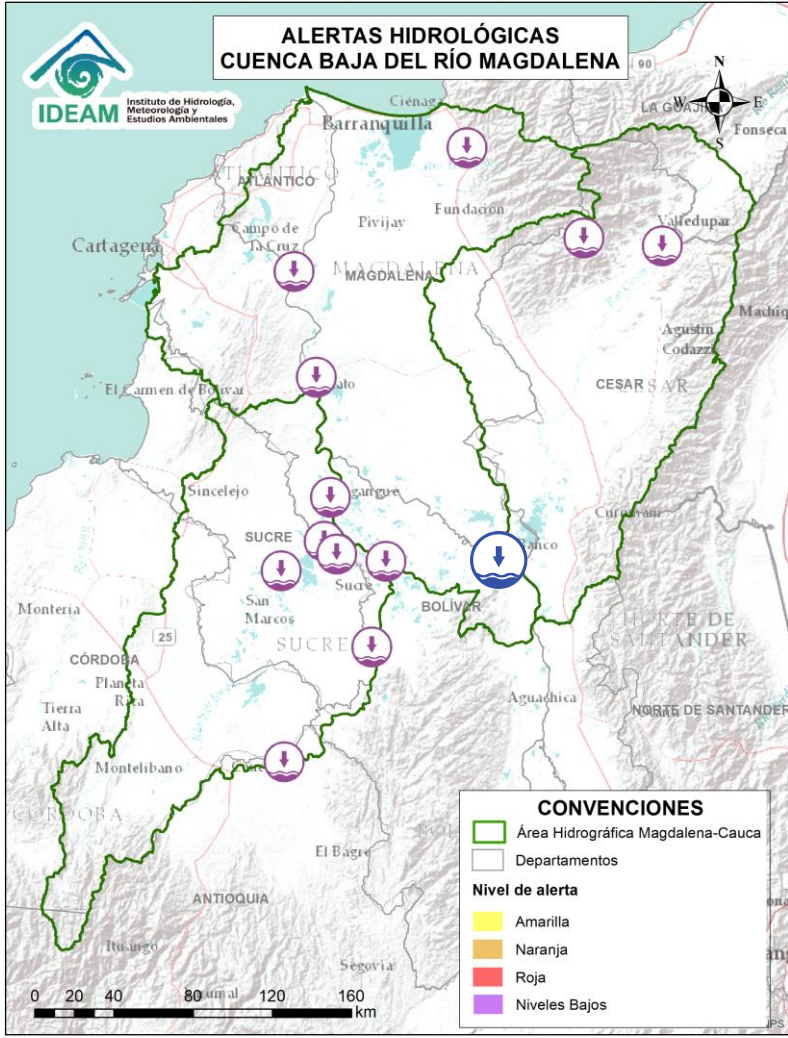 ALERTAS HIDROLÓGICAS
CUENCA BAJA DEL RÍO MAGDALENA
IDEAM
Instituto de Hidrología,
Meteorología y
Estudios Ambientales
N
W
E
S
90
LA GUAJIRA
Ciénaga
Barranquilla
Fonseca
ATLÁNTICO
ATLÁNTICO
Pivijay
Fundación
Valledupar
Campo de
la Cruz
Cartagena
MAGDALENA
MAGDALENA
Agustín
Codazzi
CESAR
CESAR
El Carmen de Bolívar
Sincelejo
SUCRE
Sucre
San
Marcos
SUCRE
BOLÍVAR
Montería
25
CÓRDOBA
Planeta
Rica
Tierra
Alta
NORTE DE
SANTANDER
NORTE DE SANTANDER
Aguachica
Montelibano
CÓRDOBA
El Bagre
ANTIOQUIA
Ituango
Segovia
CONVENCIONES
Área Hidrográfica Magdalena-Cauca
Departamentos
Nivel de alerta
Amarilla
Naranja
Roja
Niveles Bajos
0 20 40 80 120 160
km